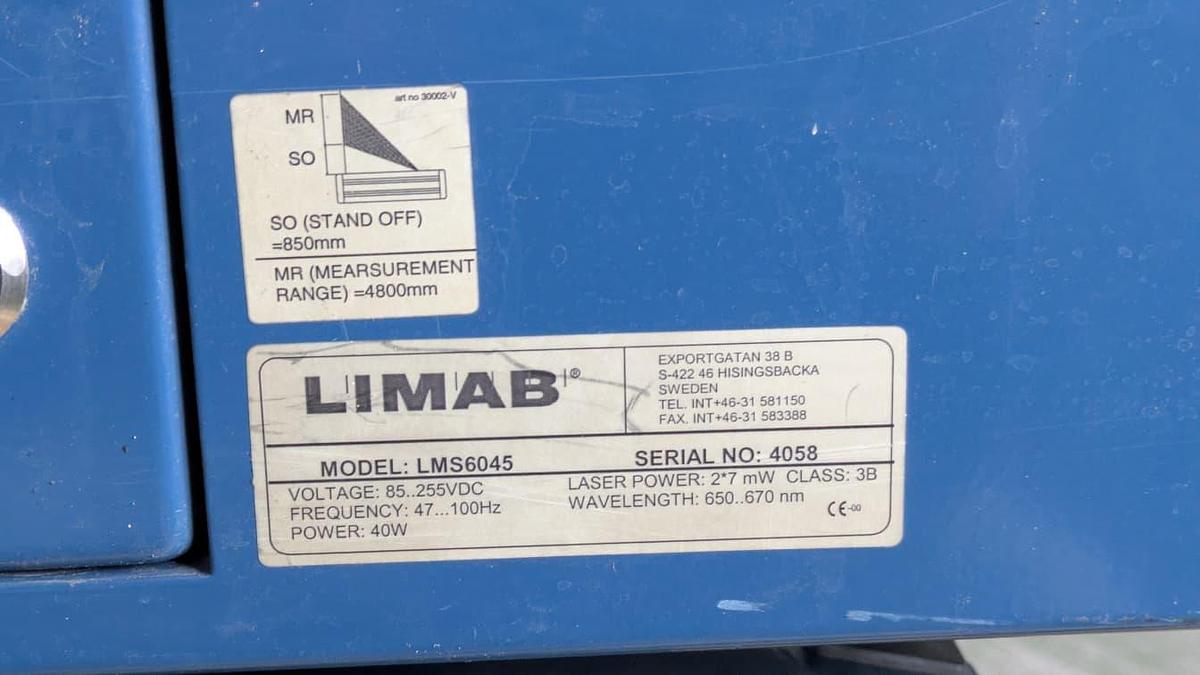 art no 30002-V
MR
SO
SO (STAND OFF)
=850mm
MR (MEARSUREMENT
RANGE) =4800mm
LIMAB®
EXPORTGATAN 38 B
S-422 46 HISINGSBACKA
SWEDEN
TEL. INT+46-31 581150
FAX. INT+46-31 583388
MODEL: LMS6045
SERIAL NO: 4058
VOLTAGE: 85..255VDC
FREQUENCY: 47...100Hz
POWER: 40W
LASER POWER: 2*7 mW CLASS: 3B
WAVELENGTH: 650..670 nm
CE-00